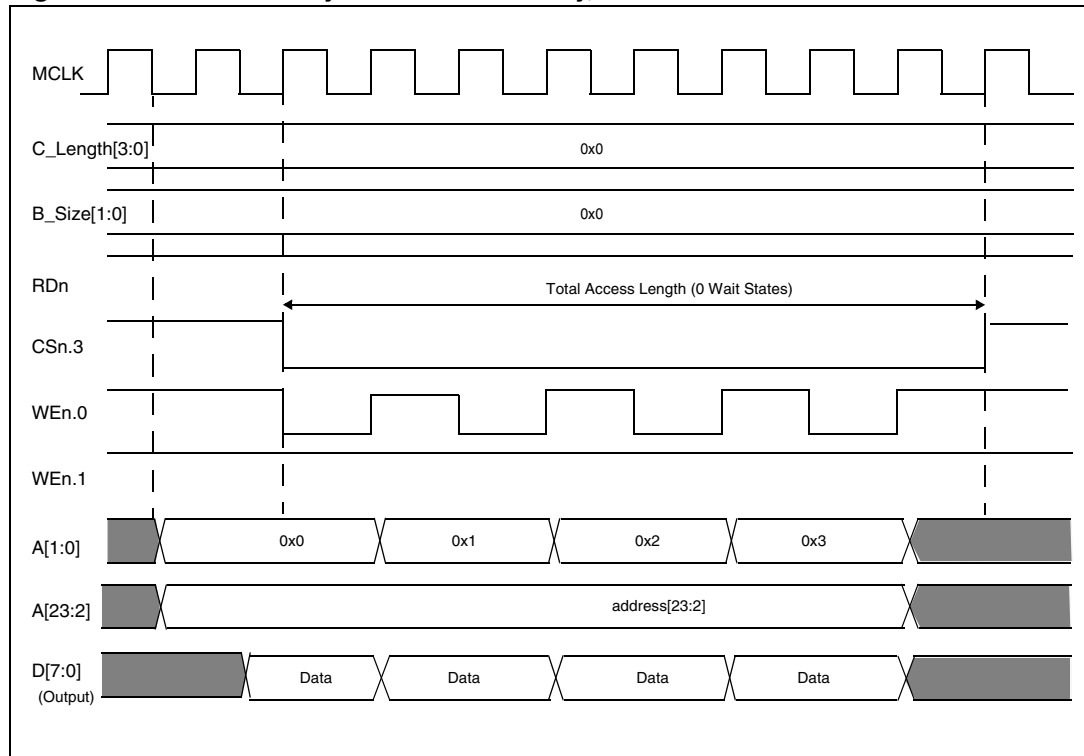 MCLK
C_Length[3:0]
0x0
B_Size[1:0]
0x0
RDn
Total Access Length (0 Wait States)
CSn.3
WEn.0
WEn.1
A[1:0]
0x0
0x1
0x2
0x3
A[23:2]
address[23:2]
D[7:0]
(Output)
Data
Data
Data
Data